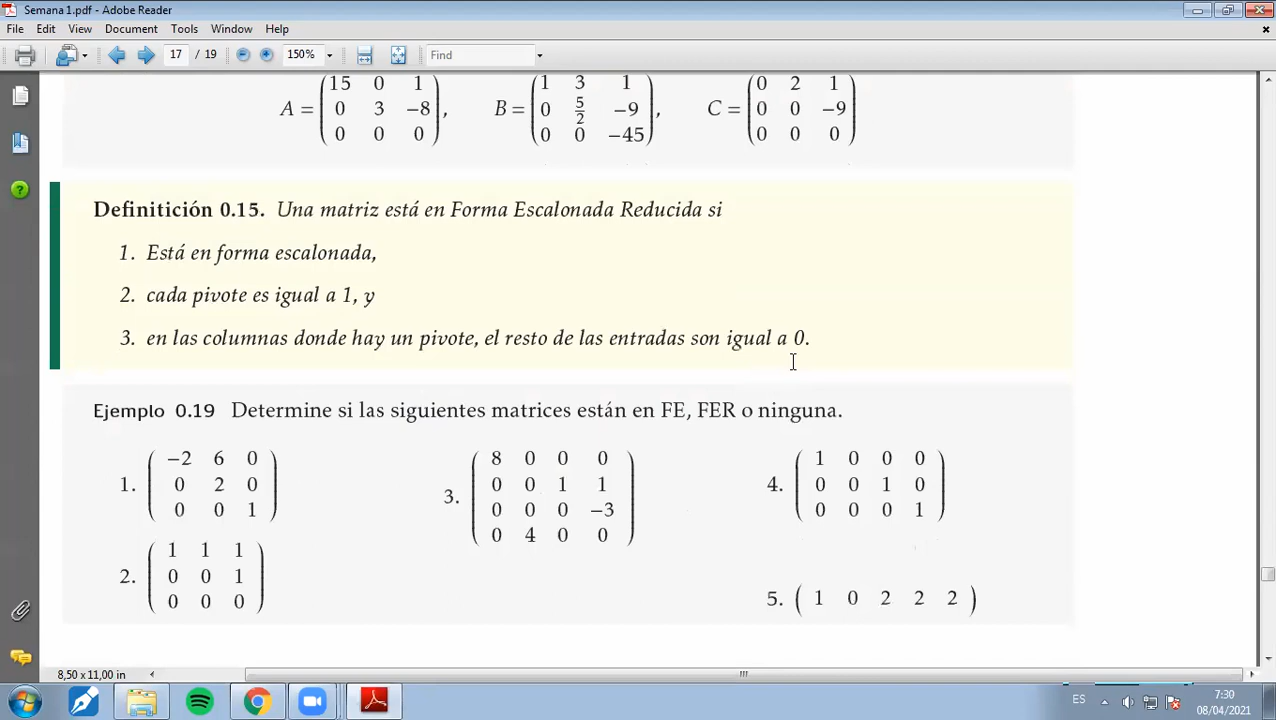 Semana 1.pdf - Adobe Reader
File Edit View Document Tools Window Help
17 / 19 150% Find
A = (15 0 1
0 3 −8
0 0 0),
B = (1 3 1
0 5/2 −9
0 0 −45),
C = (0 2 1
0 0 −9
0 0 0)
Definitición 0.15. Una matriz está en Forma Escalonada Reducida si
1. Está en forma escalonada,
2. cada pivote es igual a 1, y
3. en las columnas donde hay un pivote, el resto de las entradas son igual a 0.
Ejemplo 0.19 Determine si las siguientes matrices están en FE, FER o ninguna.
1. (−2 6 0
0 2 0
0 0 1)
2. (1 1 1
0 0 1
0 0 0)
3. (8 0 0 0
0 0 1 1
0 0 0 −3
0 4 0 0)
4. (1 0 0 0
0 0 1 0
0 0 0 1)
5. (1 0 2 2 2)
8,50 x 11,00 in
ES
7:30
08/04/2021